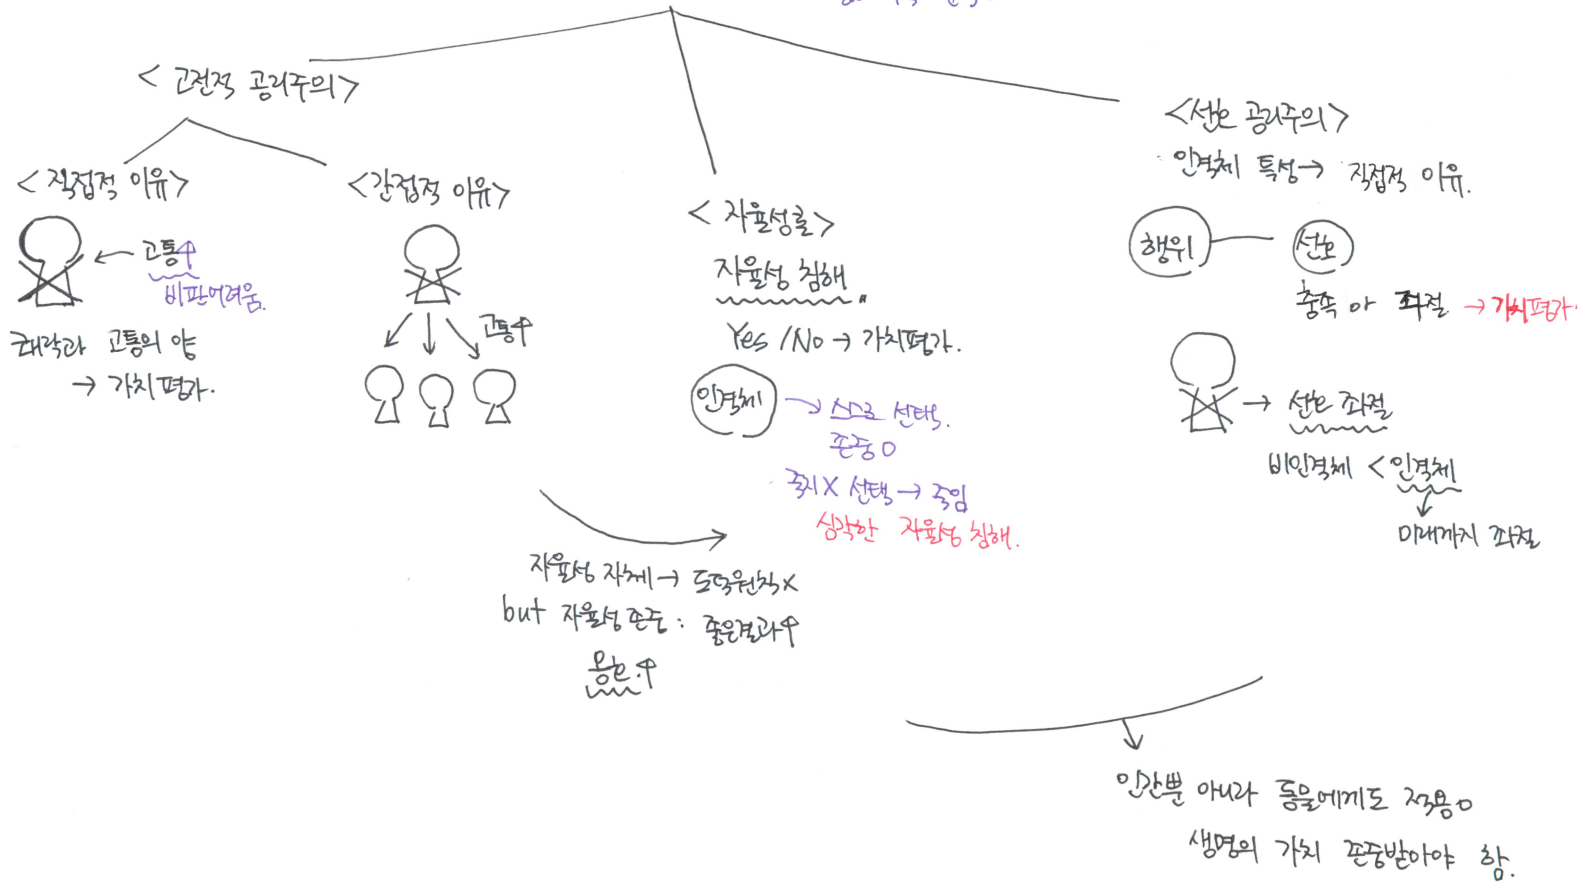 < 고전적 공리주의 >
< 직접적 이유 >
← 고통↑
비판어려움.
쾌락과 고통의 양
→ 가치평가.
< 간접적 이유 >
고통↑
< 자율성론 >
자율성 침해.
Yes / No → 가치평가.
인격체 → 스스로 선택.
존중 O
죽지X 선택 → 죽임
심각한 자율성 침해.
자율성 자체 → 도덕원칙 X
but 자율성 존중 : 좋은결과↑
옹호.↑
<선호 공리주의>
인격체 특성 → 직접적 이유.
행위 — 선호
충족 or 좌절 → 가치평가.
→ 선호 좌절
비인격체 < 인격체
미래까지 좌절
인간뿐 아니라 동물에게도 적용 O
생명의 가치 존중받아야 함.